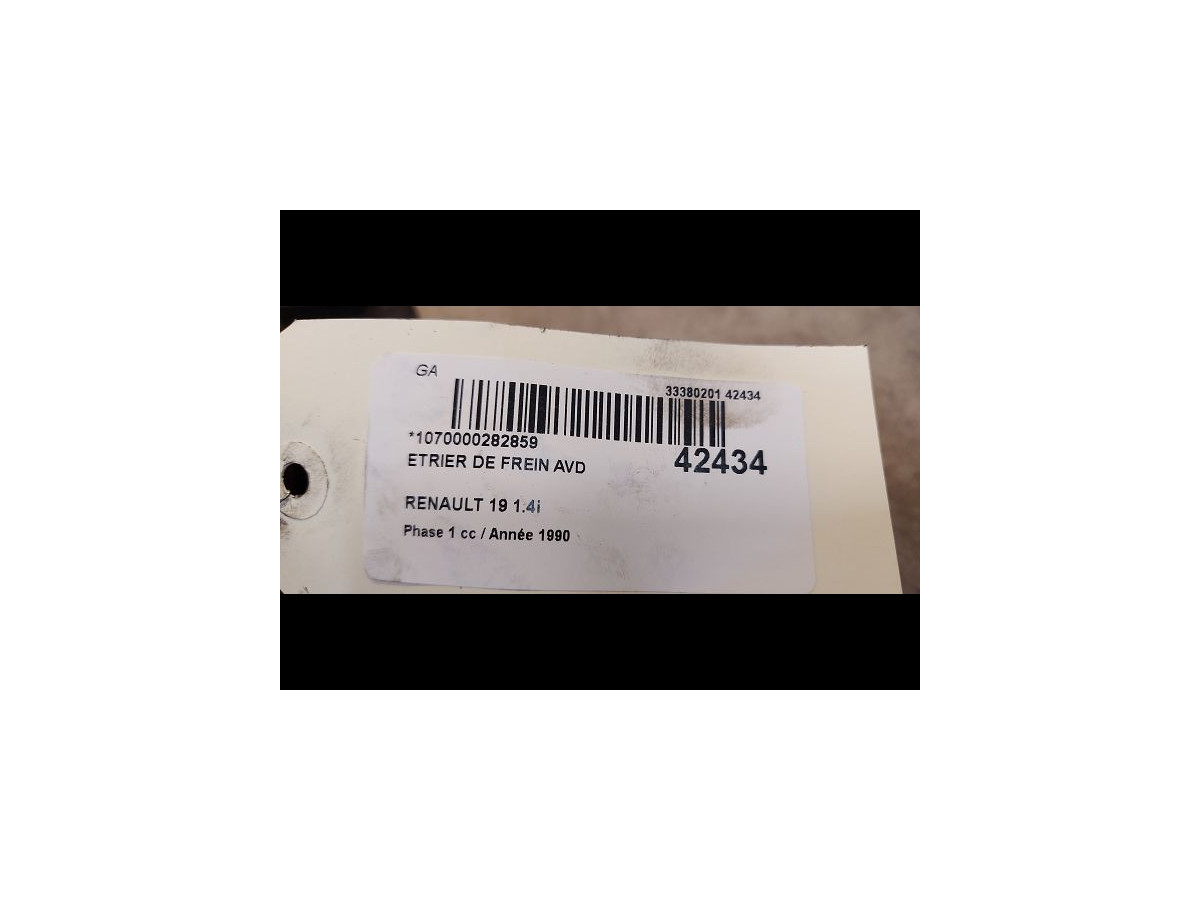 GA
33380201 42434
*1070000282859
ETRIER DE FREIN AVD
42434
RENAULT 19 1.4i
Phase 1 cc / Année 1990